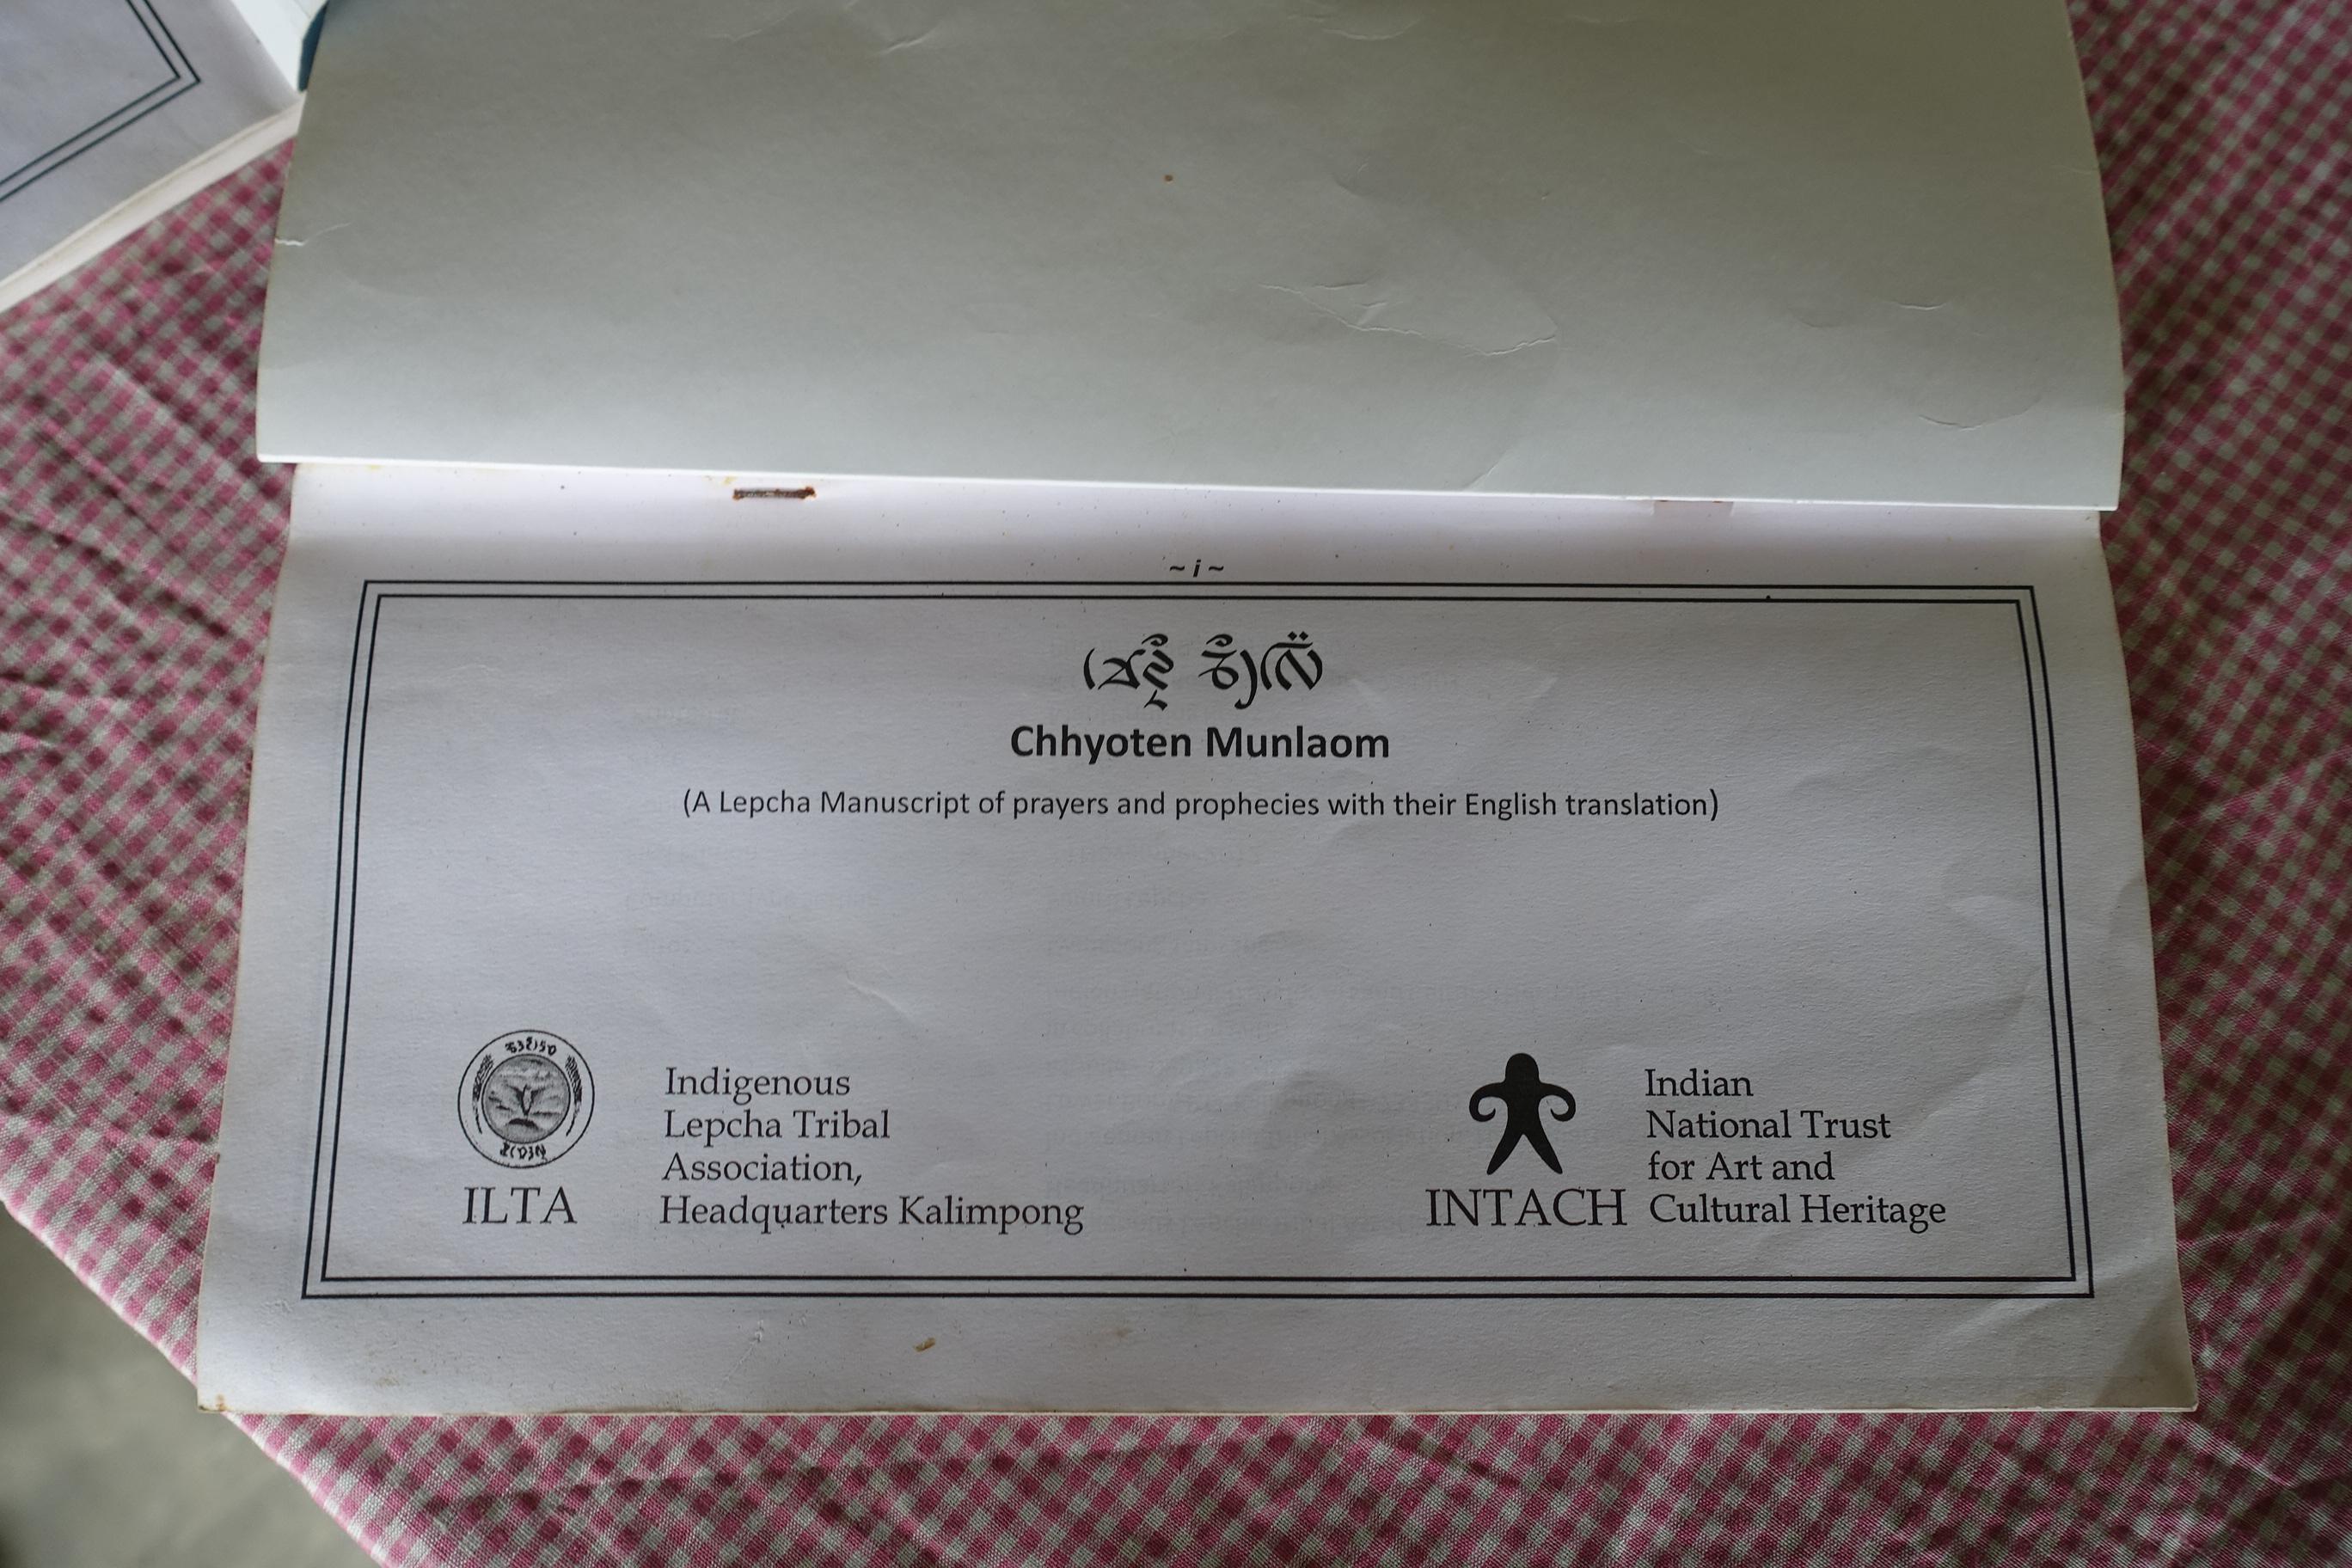 ~ i ~
Chhyoten Munlaom
(A Lepcha Manuscript of prayers and prophecies with their English translation)
Indigenous
Lepcha Tribal
Association,
Headquarters Kalimpong
ILTA
Indian
National Trust
for Art and
Cultural Heritage
INTACH